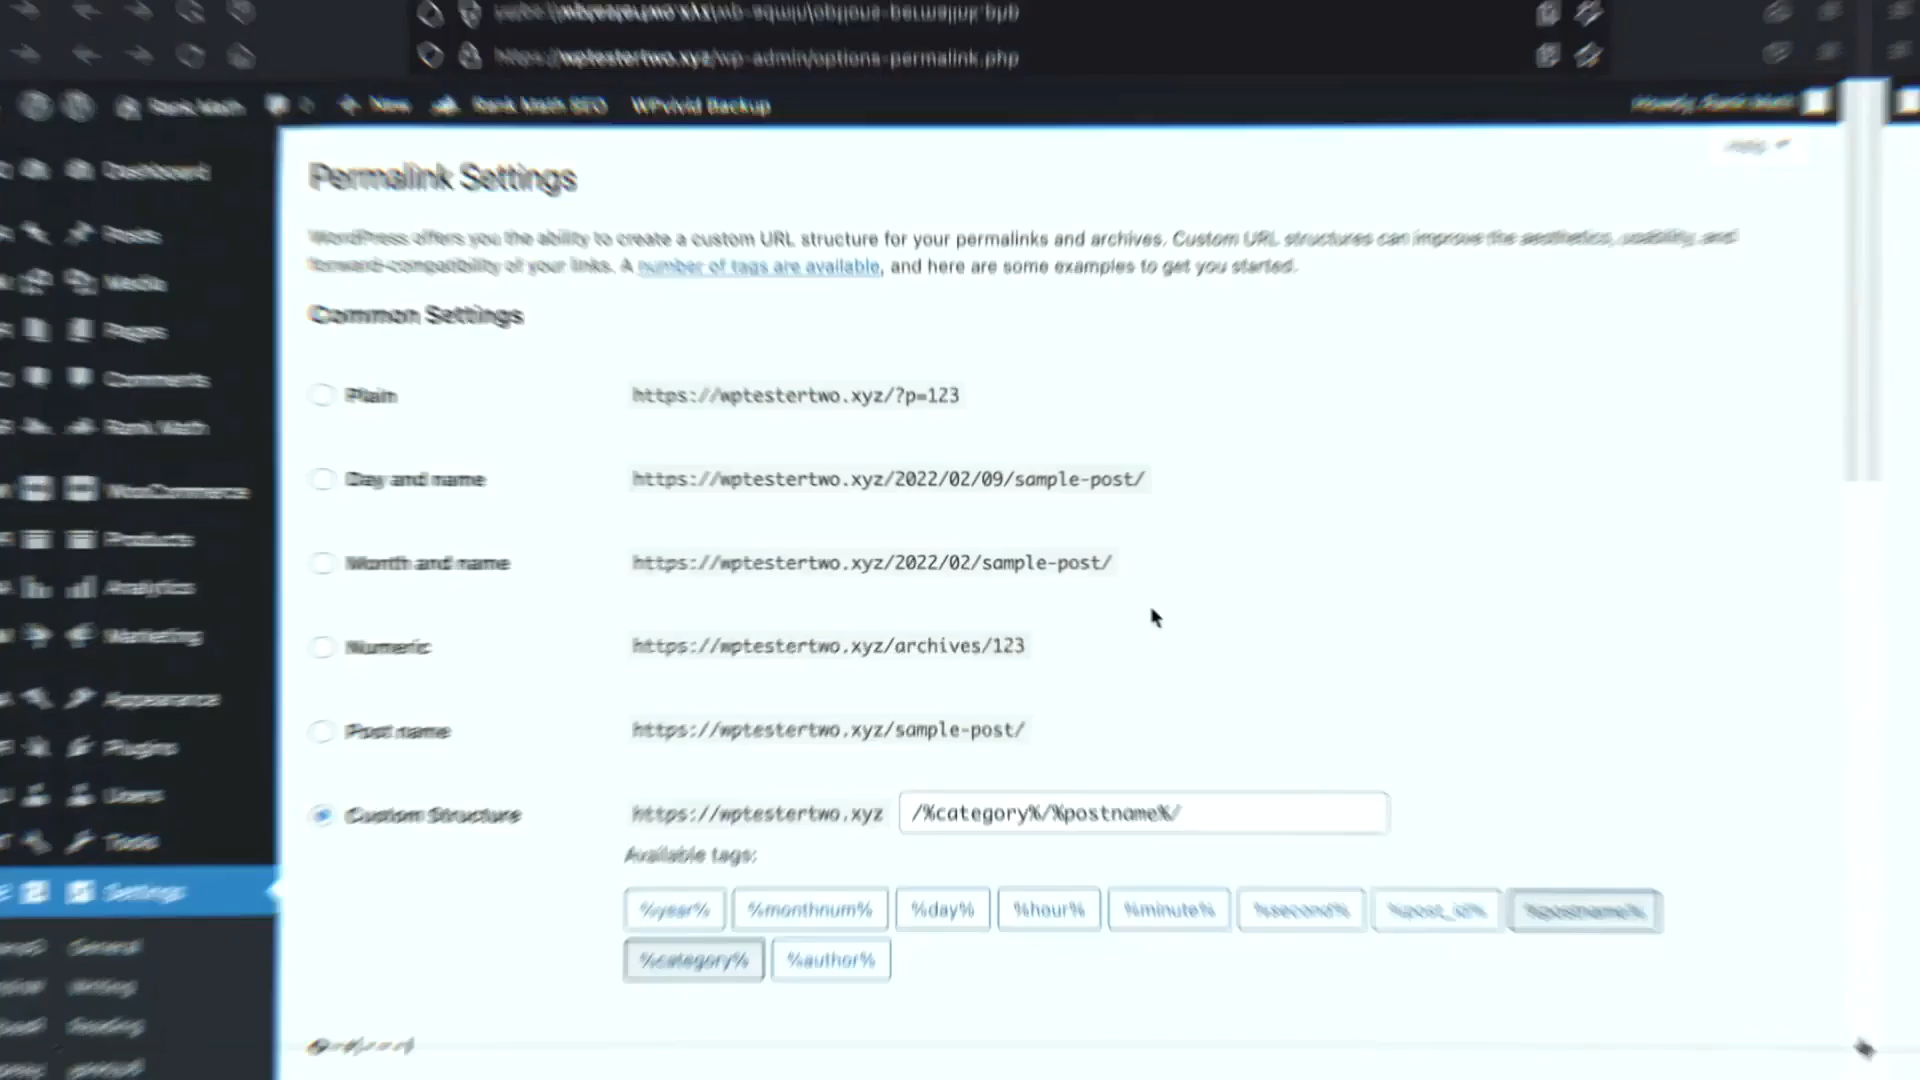 https://wptestertwo.xyz/wp-admin/options-permalink.php
Rank Math
New
Rank Math SEO
WPvivid Backup
Howdy, Rank Math
Help
Dashboard
Posts
Media
Pages
Comments
Rank Math
WooCommerce
Products
Analytics
Marketing
Appearance
Plugins
Users
Tools
Settings
General
Writing
Reading
Permalink Settings
WordPress offers you the ability to create a custom URL structure for your permalinks and archives. Custom URL structures can improve the aesthetics, usability, and
forward-compatibility of your links. A number of tags are available, and here are some examples to get you started.
Common Settings
Plain https://wptestertwo.xyz/?p=123
Day and name https://wptestertwo.xyz/2022/02/09/sample-post/
Month and name https://wptestertwo.xyz/2022/02/sample-post/
Numeric https://wptestertwo.xyz/archives/123
Post name https://wptestertwo.xyz/sample-post/
Custom Structure https://wptestertwo.xyz /%category%/%postname%/
Available tags:
%year% %monthnum% %day% %hour% %minute% %second% %post_id% %postname%
%category% %author%